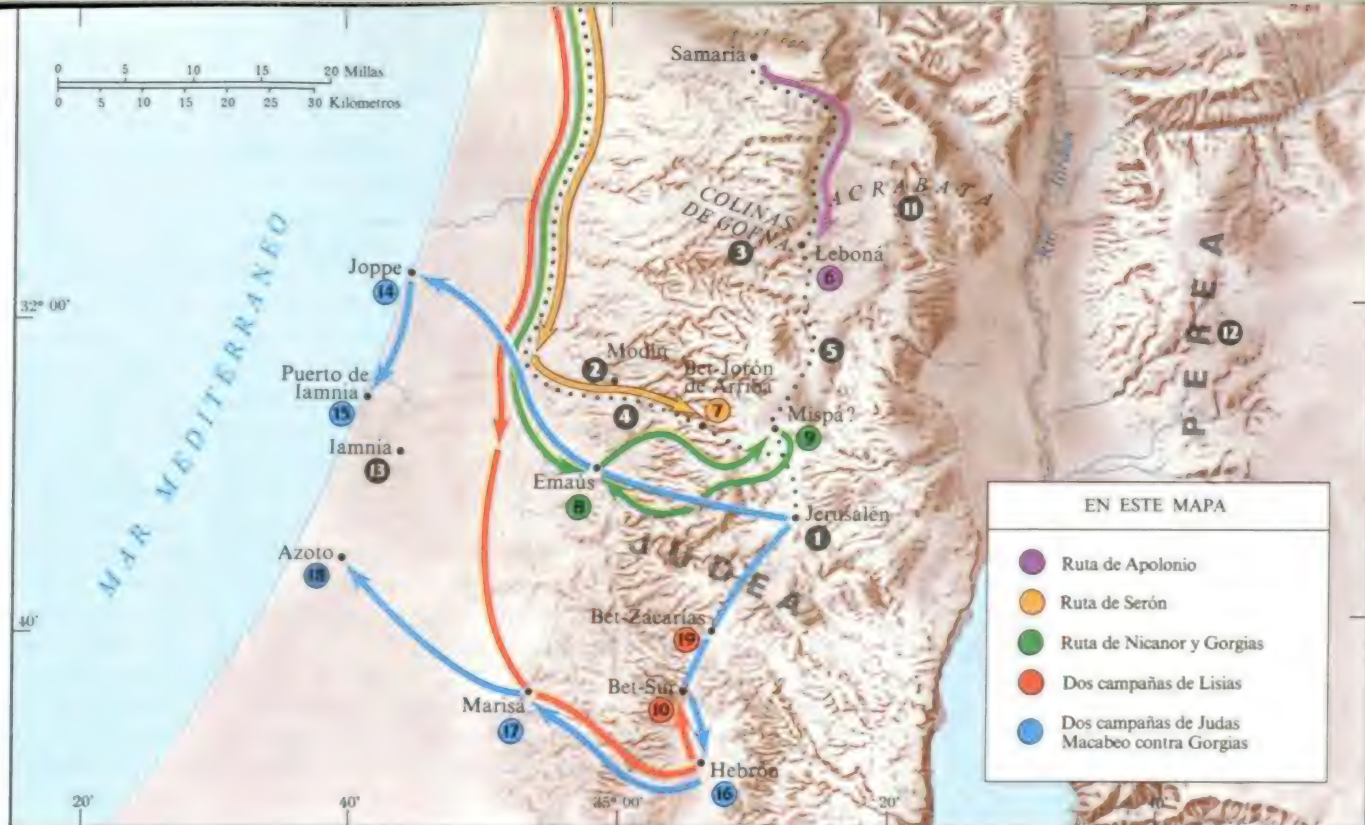 0 5 10 15 20 Millas
0 5 10 15 20 25 30 Kilómetros
Samaria
Río Jordán
ACRABATA
11
COLINAS
DE GOFNA
3
Leboná
6
MAR MEDITERRANEO
Joppe
14
32° 00'
PEREA
12
5
Modín
2
Bet-Jorón
de Arriba
7
4
Puerto de
Iamnia
15
Mispá?
9
Iamnia
13
Emaús
8
Jerusalén
1
JUDEA
Azoto
18
40'
Bet-Zacarías
19
Bet-Sur
10
Marisa
17
Hebrón
16
20'
40'
35° 00'
20'
40'
EN ESTE MAPA
Ruta de Apolonio
Ruta de Serón
Ruta de Nicanor y Gorgias
Dos campañas de Lisias
Dos campañas de Judas
Macabeo contra Gorgias